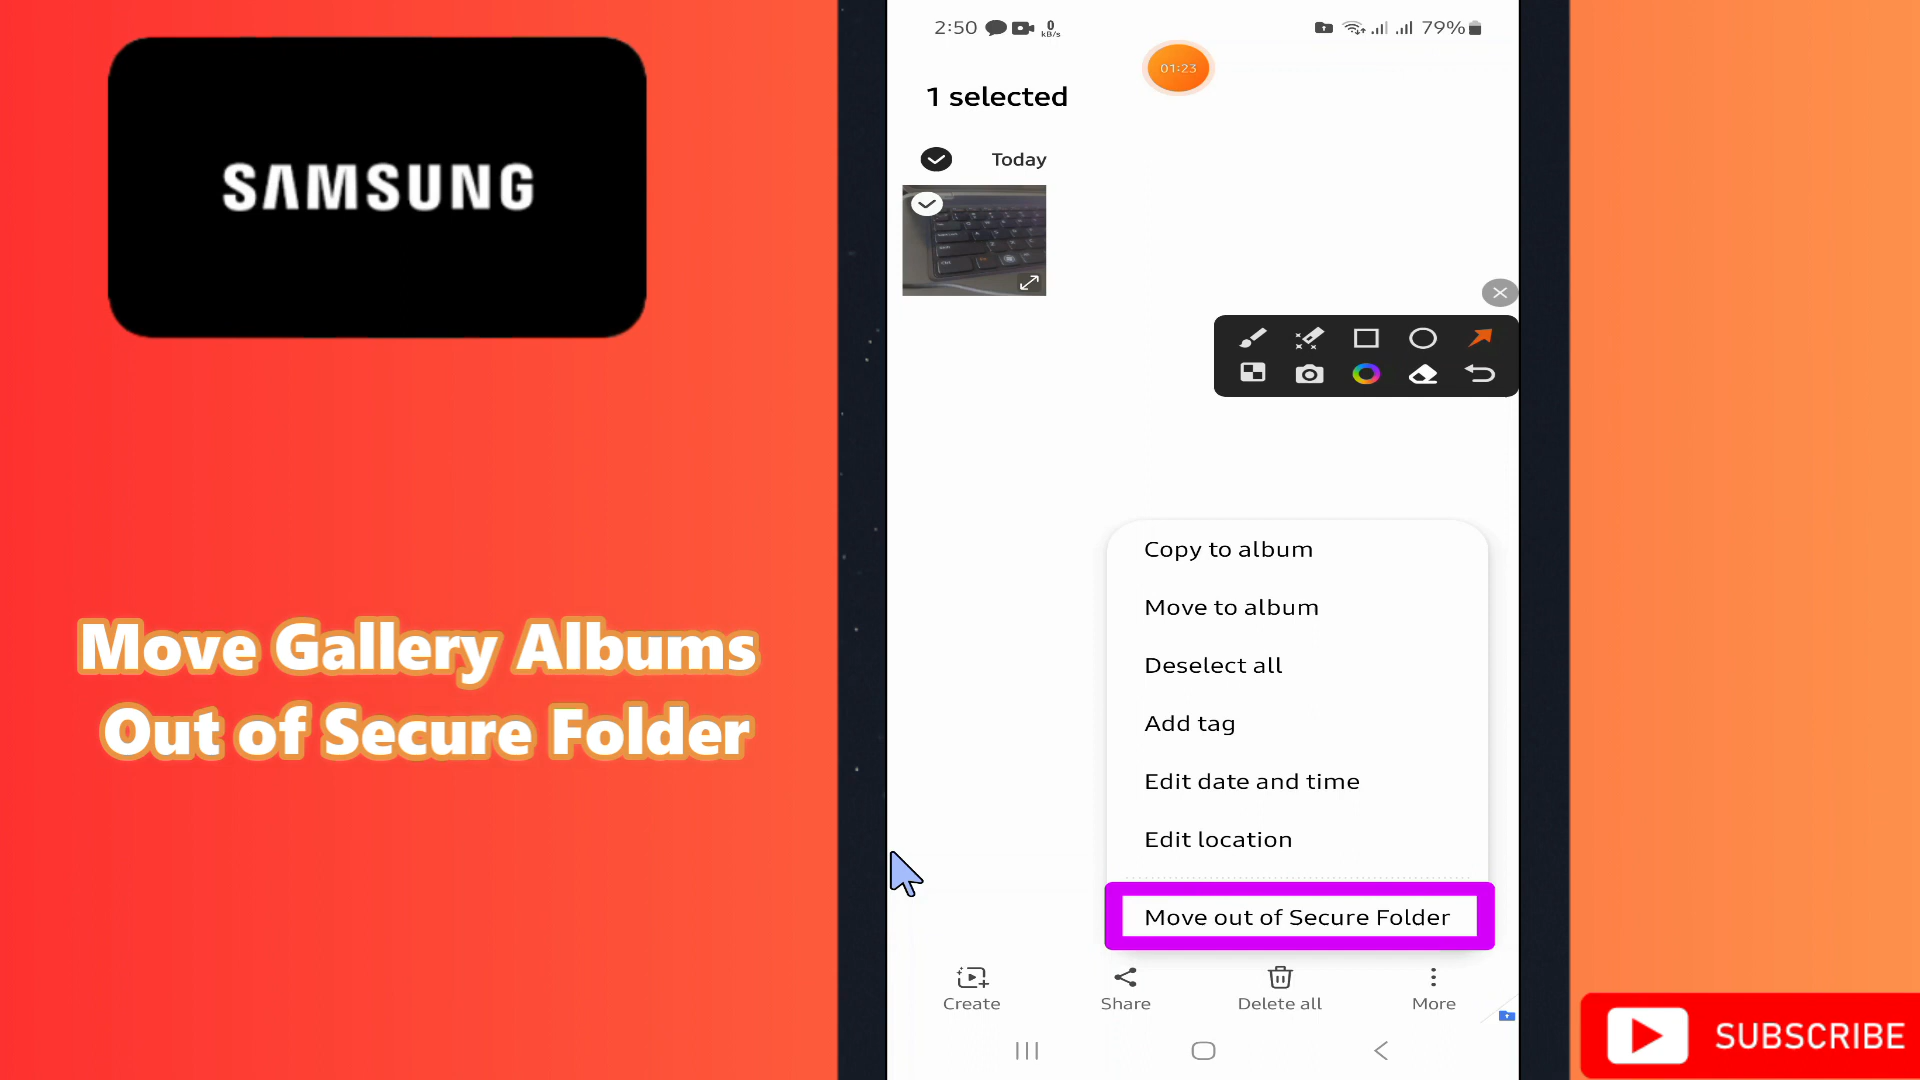 SAMSUNG
Move Gallery Albums
Out of Secure Folder
2:50
0
kB/s
79%
01:23
1 selected
Today
Copy to album
Move to album
Deselect all
Add tag
Edit date and time
Edit location
Move out of Secure Folder
Create
Share
Delete all
More
SUBSCRIBE